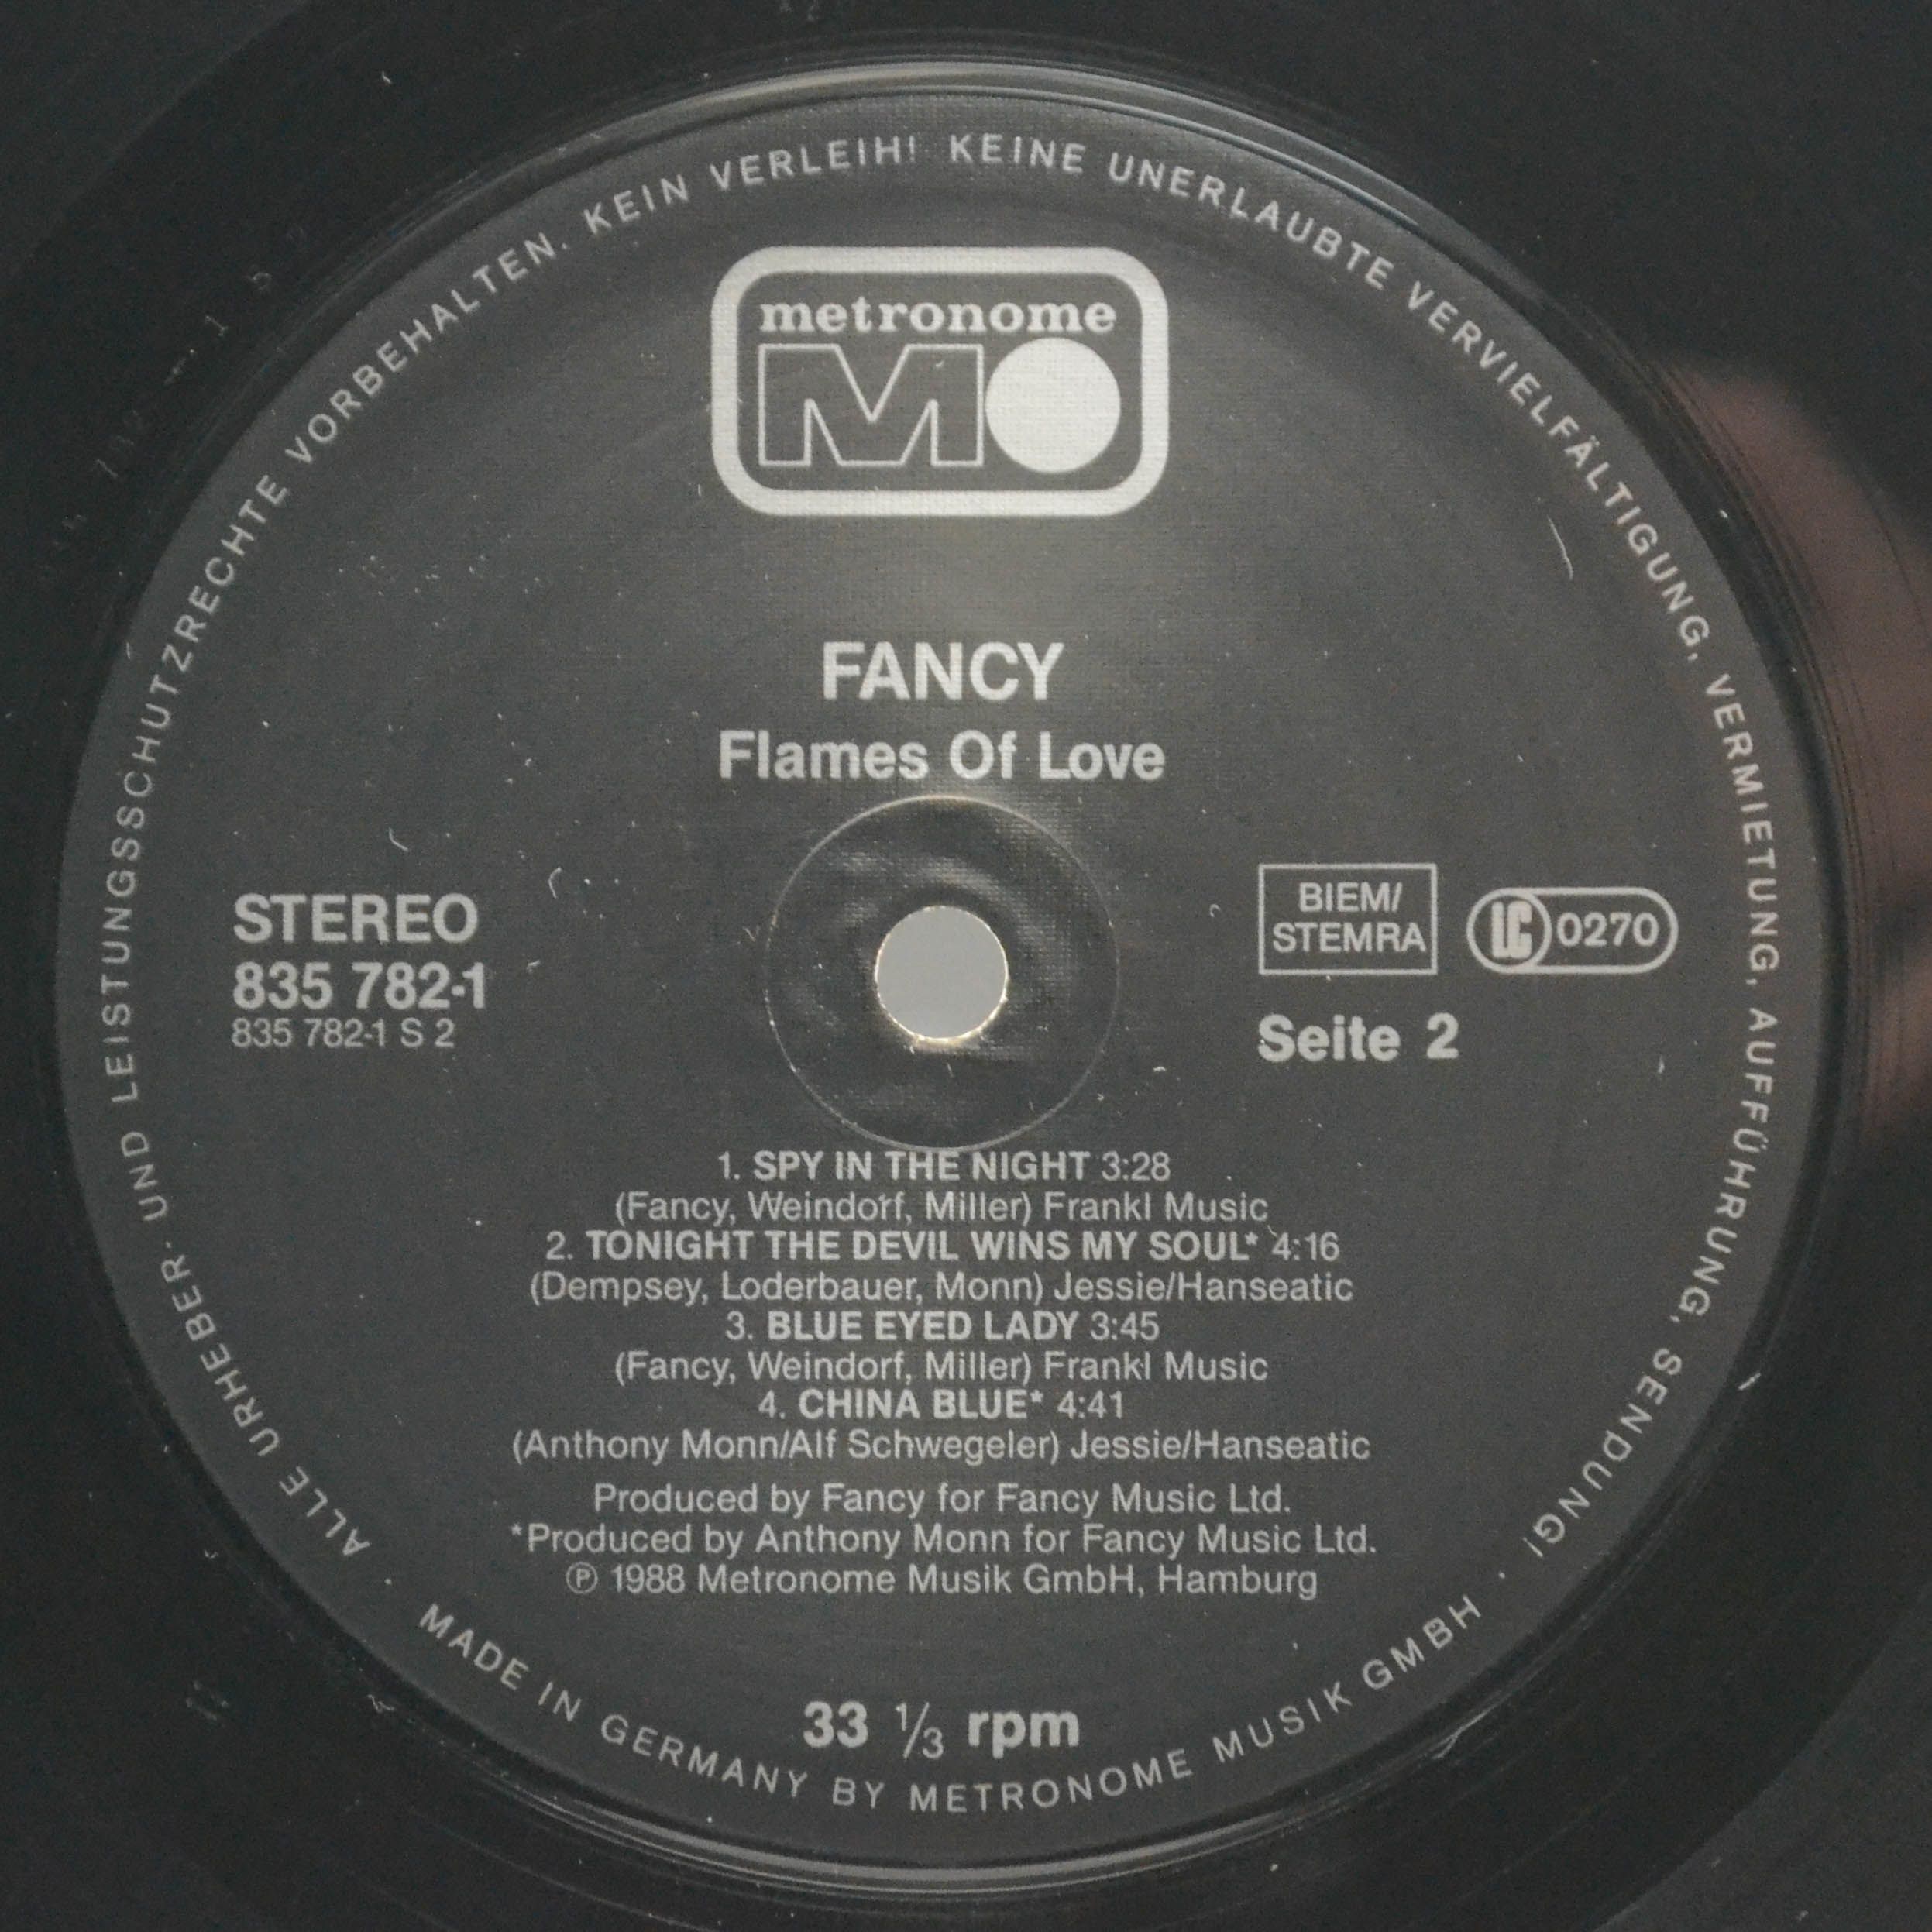 ALLE URHEBER- UND LEISTUNGSSCHUTZRECHTE VORBEHALTEN. KEIN VERLEIH! KEINE UNERLAUBTE VERVIELFÄLTIGUNG, VERMIETUNG, AUFFÜHRUNG, SENDUNG!
metronome
M
FANCY
Flames Of Love
STEREO
835 782-1
835 782-1 S 2
BIEM/
STEMRA
LC 0270
Seite 2
1. SPY IN THE NIGHT 3:28
(Fancy, Weindorf, Miller) Frankl Music
2. TONIGHT THE DEVIL WINS MY SOUL* 4:16
(Dempsey, Loderbauer, Monn) Jessie/Hanseatic
3. BLUE EYED LADY 3:45
(Fancy, Weindorf, Miller) Frankl Music
4. CHINA BLUE* 4:41
(Anthony Monn/Alf Schwegeler) Jessie/Hanseatic
Produced by Fancy for Fancy Music Ltd.
*Produced by Anthony Monn for Fancy Music Ltd.
℗ 1988 Metronome Musik GmbH, Hamburg
33 ⅓ rpm
· MADE IN GERMANY BY METRONOME MUSIK GMBH ·